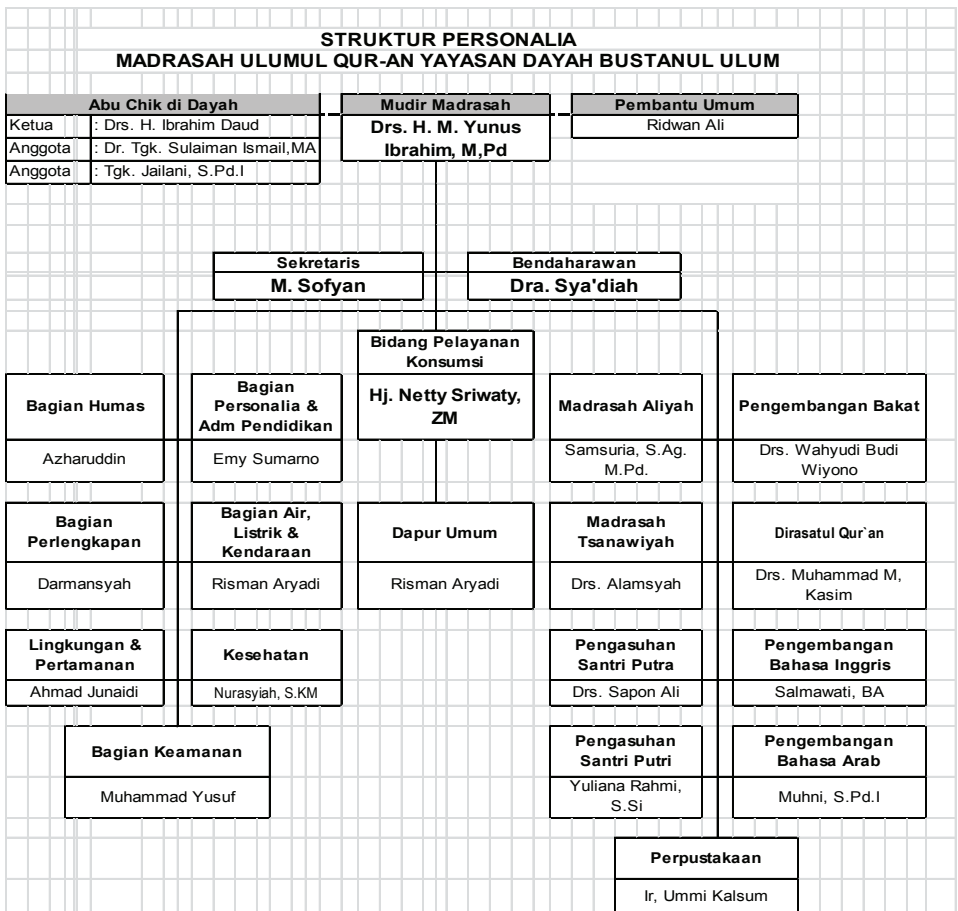 STRUKTUR PERSONALIA
MADRASAH ULUMUL QUR-AN YAYASAN DAYAH BUSTANUL ULUM
Abu Chik di Dayah
Ketua : Drs. H. Ibrahim Daud
Anggota : Dr. Tgk. Sulaiman Ismail,MA
Anggota : Tgk. Jailani, S.Pd.I
Mudir Madrasah
Drs. H. M. Yunus
Ibrahim, M,Pd
Pembantu Umum
Ridwan Ali
Sekretaris
M. Sofyan
Bendaharawan
Dra. Sya'diah
Bidang Pelayanan
Konsumsi
Hj. Netty Sriwaty,
ZM
Bagian Humas
Azharuddin
Bagian
Personalia &
Adm Pendidikan
Emy Sumarno
Madrasah Aliyah
Samsuria, S.Ag.
M.Pd.
Pengembangan Bakat
Drs. Wahyudi Budi
Wiyono
Bagian
Perlengkapan
Darmansyah
Bagian Air,
Listrik &
Kendaraan
Risman Aryadi
Dapur Umum
Risman Aryadi
Madrasah
Tsanawiyah
Drs. Alamsyah
Dirasatul Qur`an
Drs. Muhammad M,
Kasim
Lingkungan &
Pertamanan
Ahmad Junaidi
Kesehatan
Nurasyiah, S.KM
Pengasuhan
Santri Putra
Drs. Sapon Ali
Pengembangan
Bahasa Inggris
Salmawati, BA
Bagian Keamanan
Muhammad Yusuf
Pengasuhan
Santri Putri
Yuliana Rahmi,
S.Si
Pengembangan
Bahasa Arab
Muhni, S.Pd.I
Perpustakaan
Ir, Ummi Kalsum